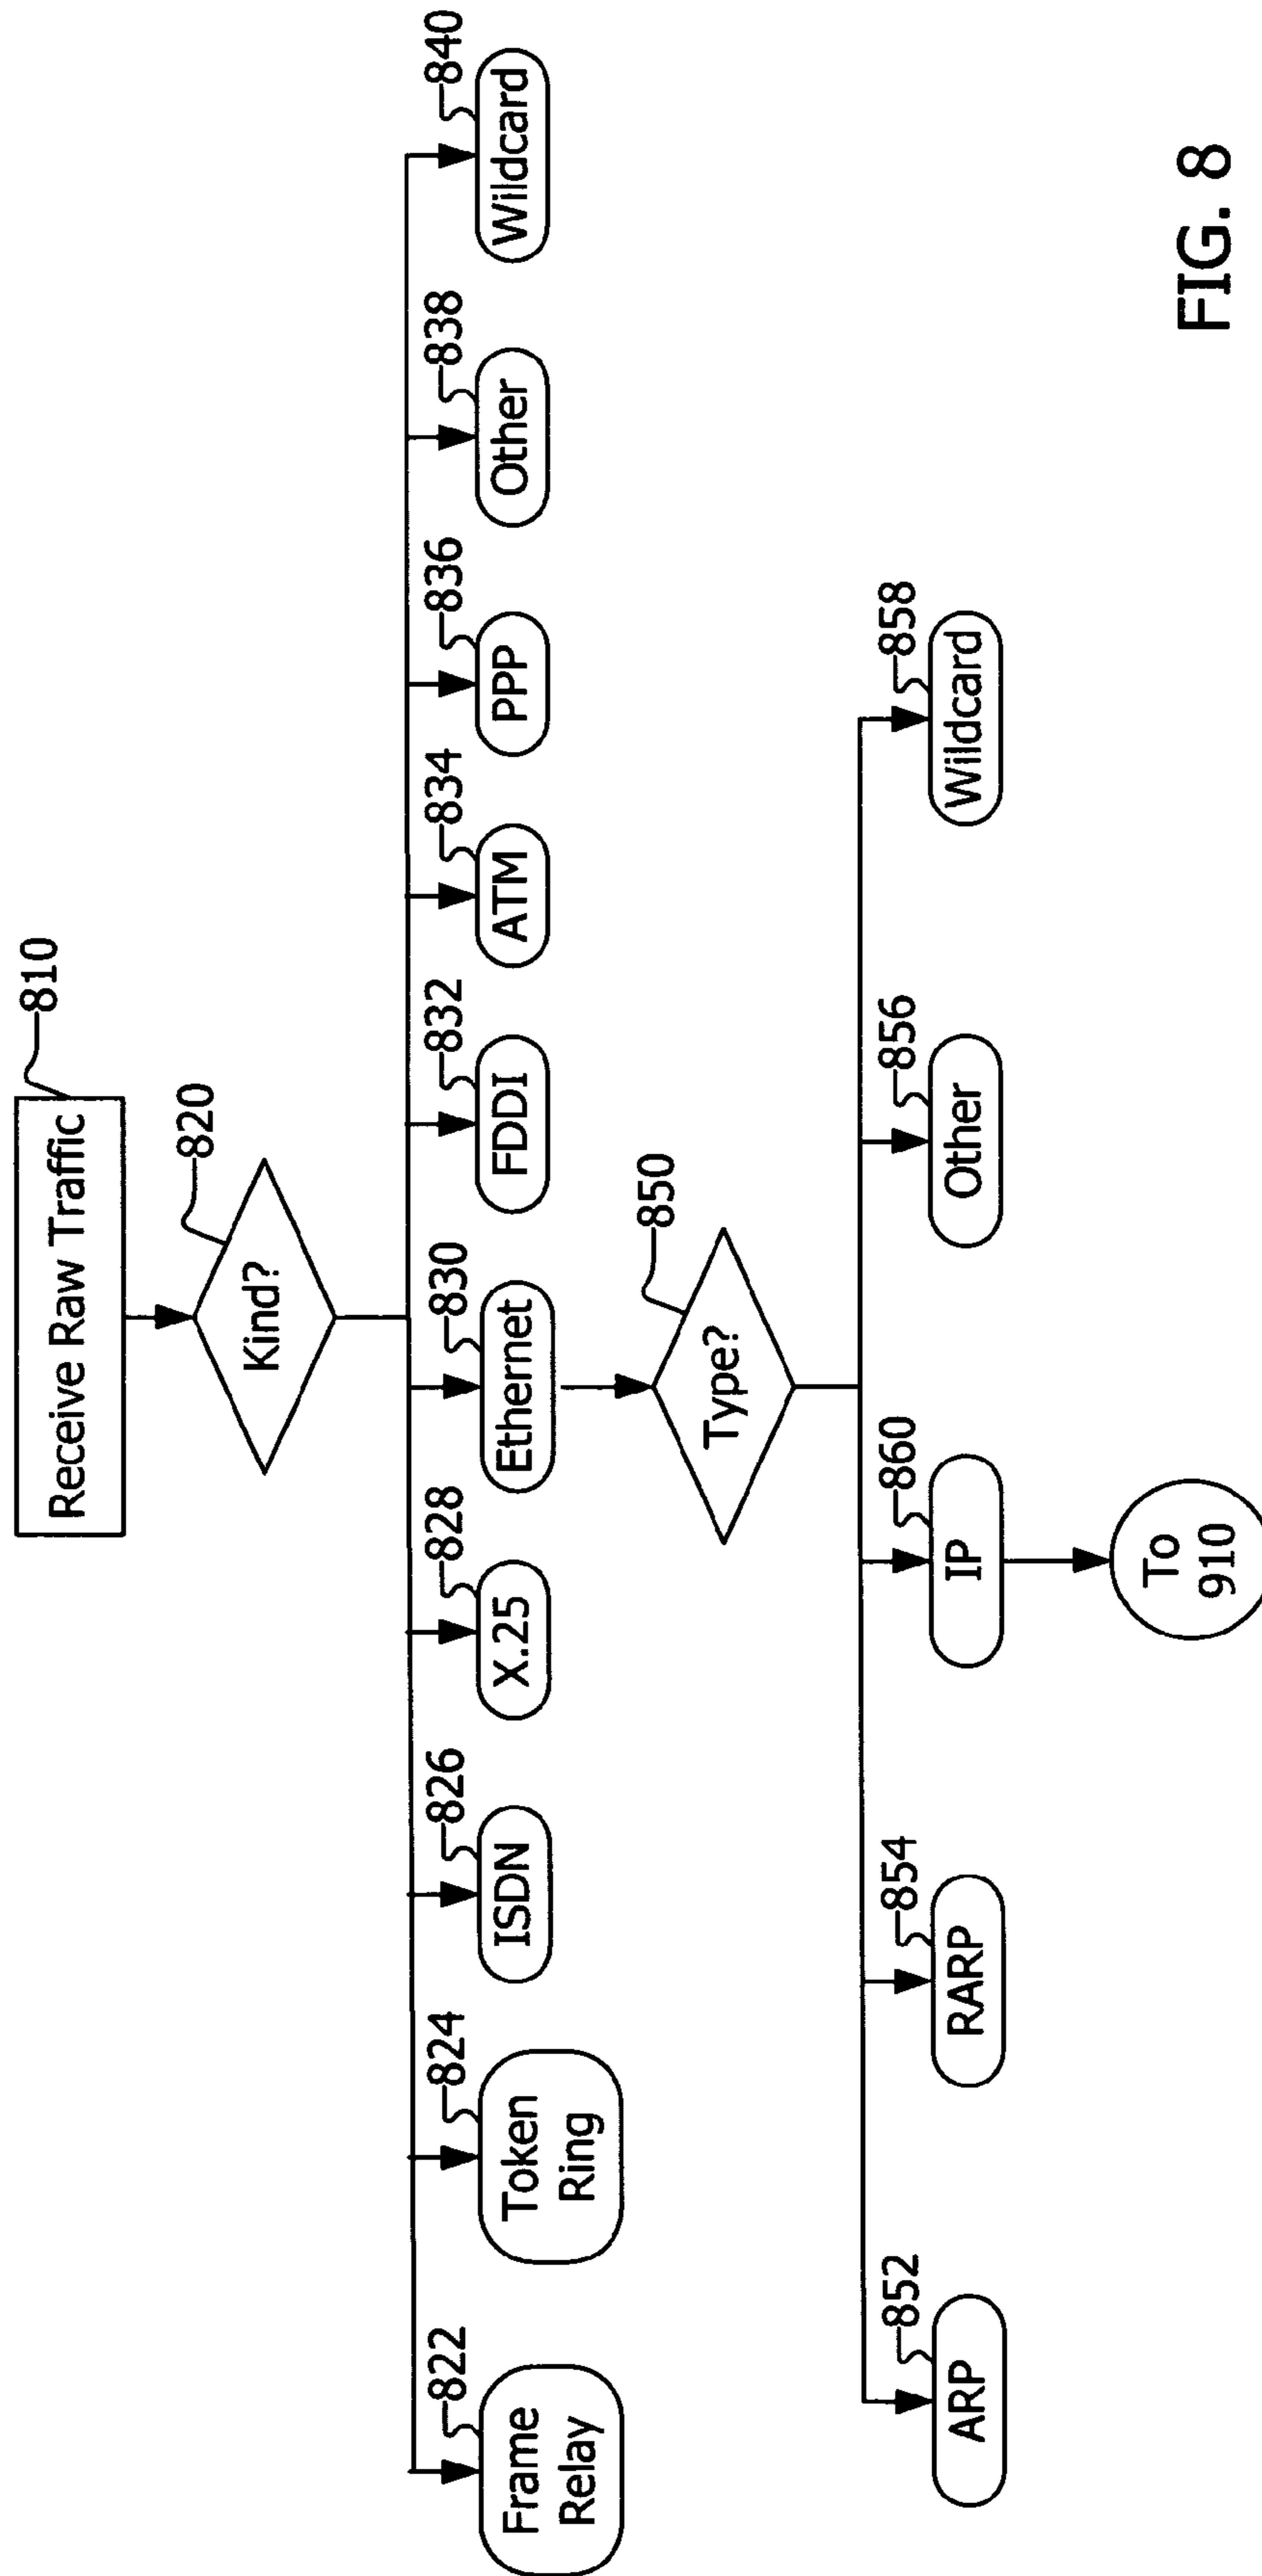 Receive Raw Traffic
810
Kind?
820
822
824
826
828
830
832
834
836
838
840
Frame
Relay
Token
Ring
ISDN
X.25
Ethernet
FDDI
ATM
PPP
Other
Wildcard
Type?
850
852
854
860
856
858
ARP
RARP
IP
Other
Wildcard
To
910
FIG. 8